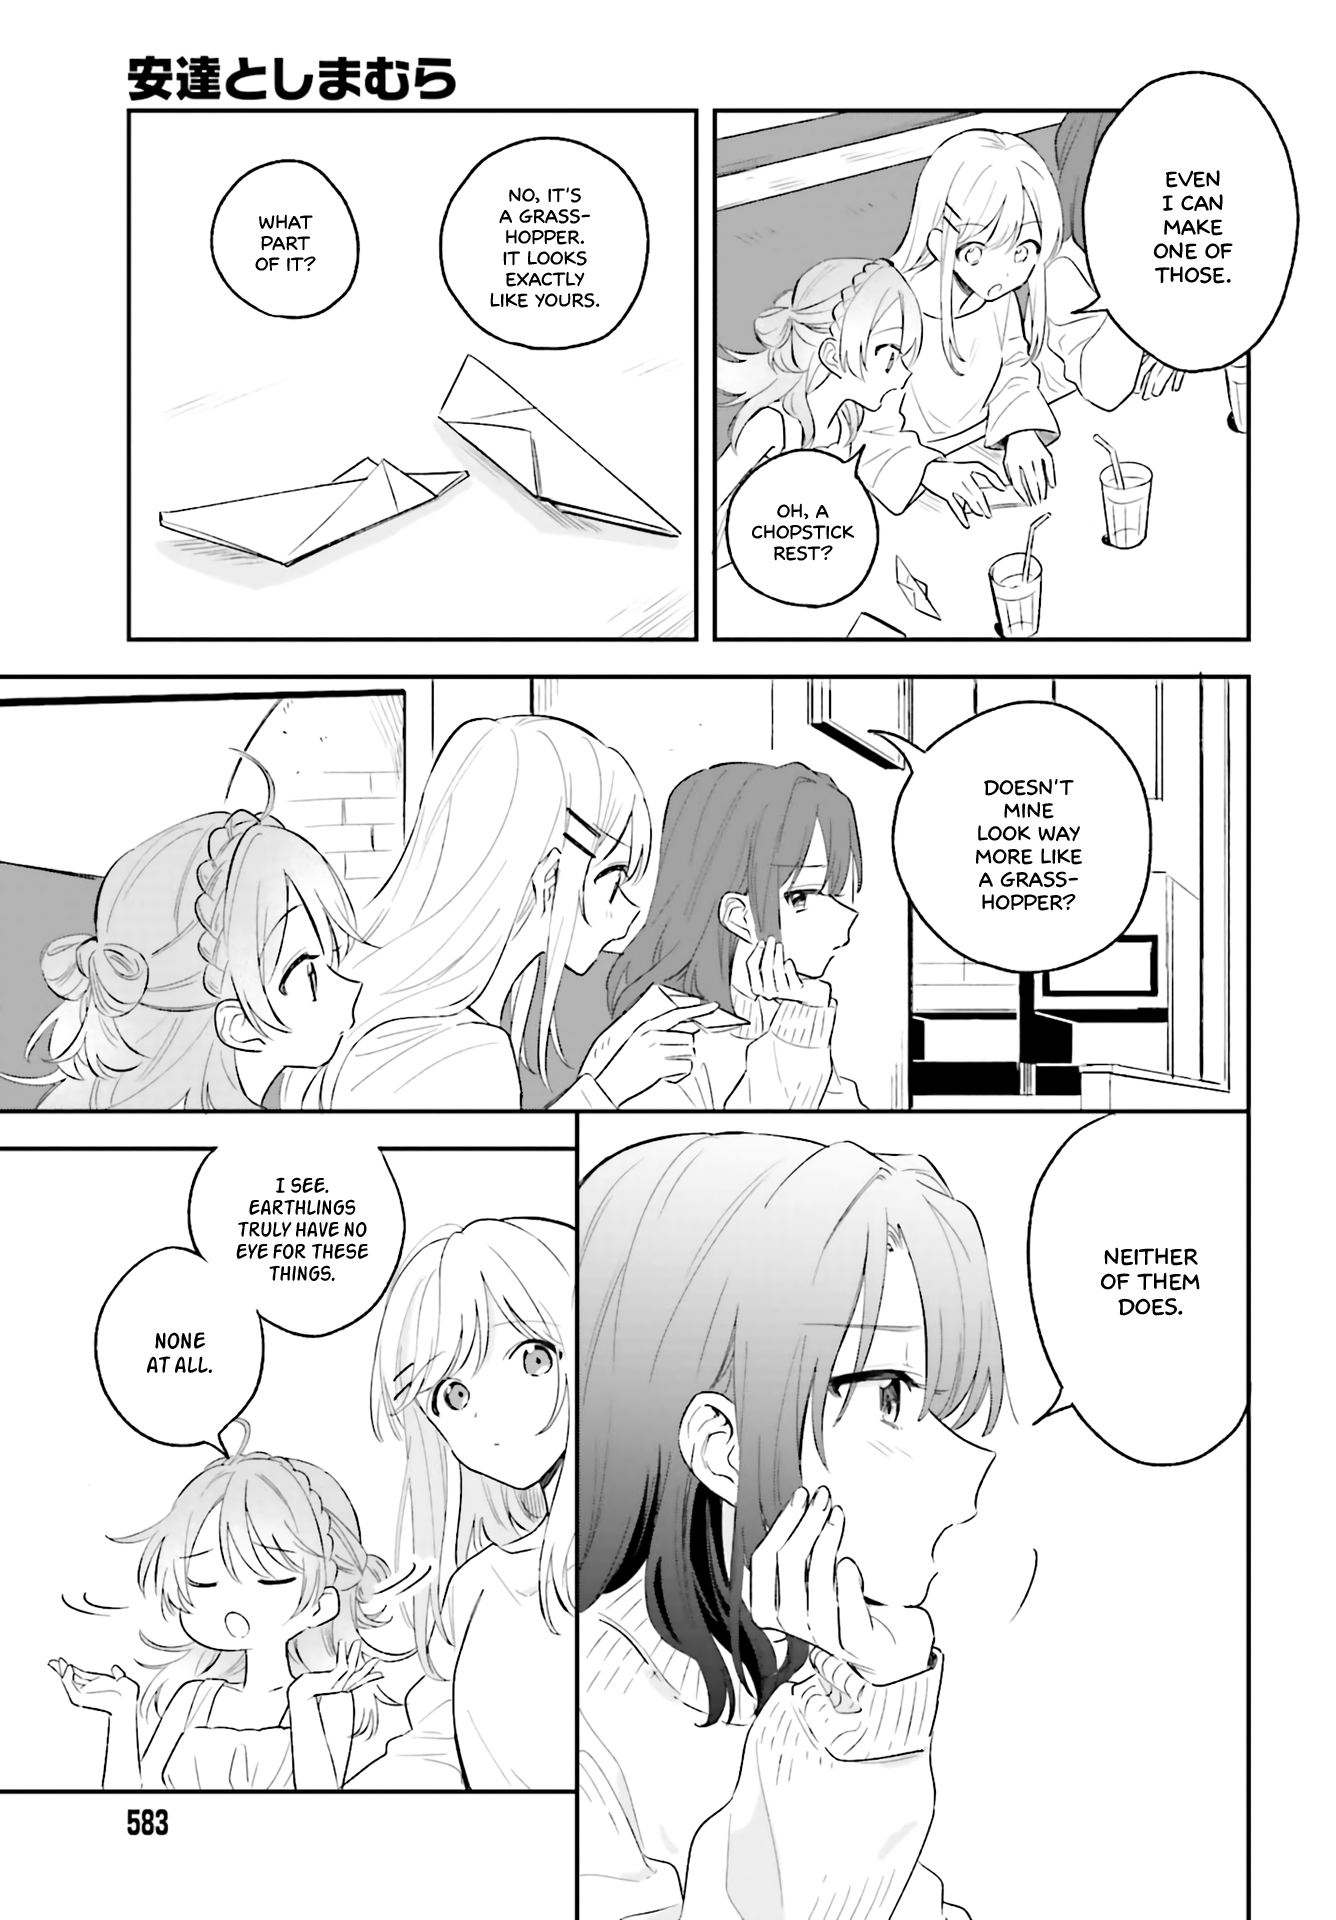 安達としまむら
EVEN
I CAN
MAKE
ONE OF
THOSE.
OH, A
CHOPSTICK
REST?
NO, IT'S
A GRASS-
HOPPER.
IT LOOKS
EXACTLY
LIKE YOURS.
WHAT
PART
OF IT?
DOESN'T
MINE
LOOK WAY
MORE LIKE
A GRASS-
HOPPER?
NEITHER
OF THEM
DOES.
I SEE.
EARTHLINGS
TRULY HAVE NO
EYE FOR THESE
THINGS.
NONE
AT ALL.
583